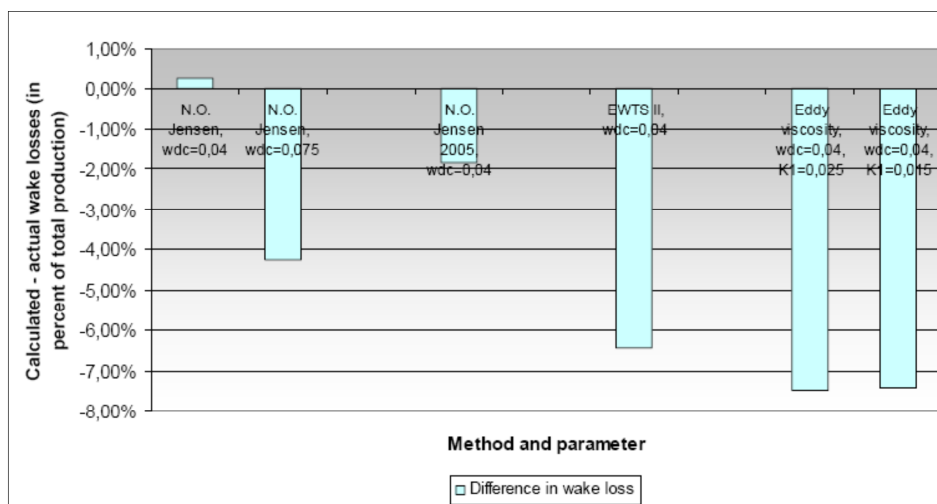 Calculated - actual wake losses (in
percent of total production)
1,00%
0,00%
-1,00%
-2,00%
-3,00%
-4,00%
-5,00%
-6,00%
-7,00%
-8,00%
N.O.
Jensen,
wdc=0,04
N.O.
Jensen,
wdc=0,075
N.O.
Jensen
2005,
wdc=0,04
EWTS II,
wdc=0,04
Eddy
viscosity,
wdc=0,04,
K1=0,025
Eddy
viscosity,
wdc=0,04,
K1=0,015
Method and parameter
Difference in wake loss